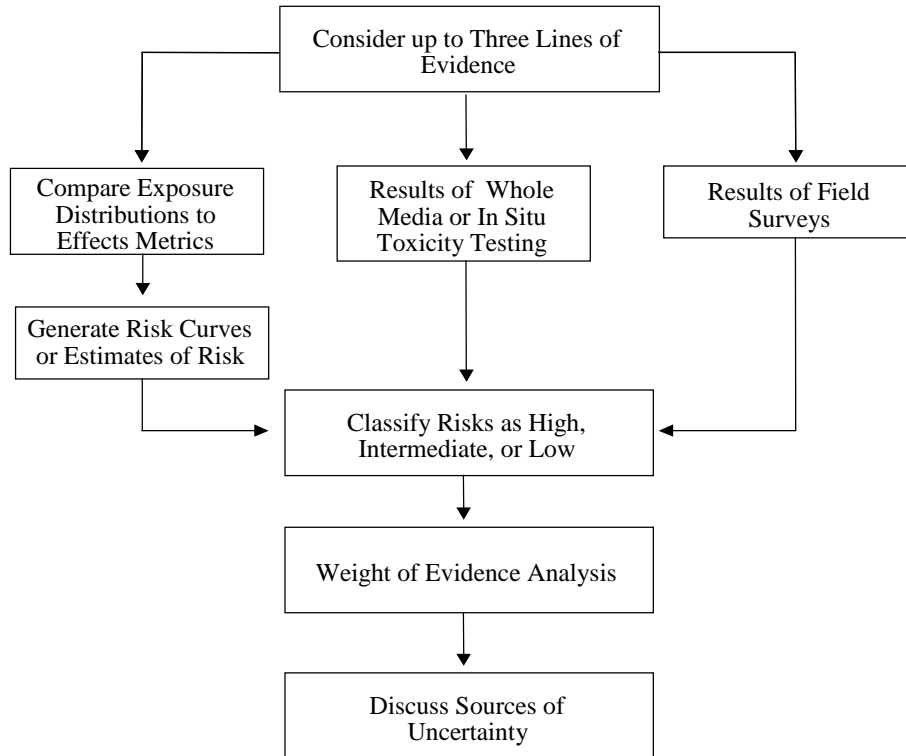 Consider up to Three Lines of
Evidence
Compare Exposure
Distributions to
Effects Metrics
Results of Whole
Media or In Situ
Toxicity Testing
Results of Field
Surveys
Generate Risk Curves
or Estimates of Risk
Classify Risks as High,
Intermediate, or Low
Weight of Evidence Analysis
Discuss Sources of
Uncertainty